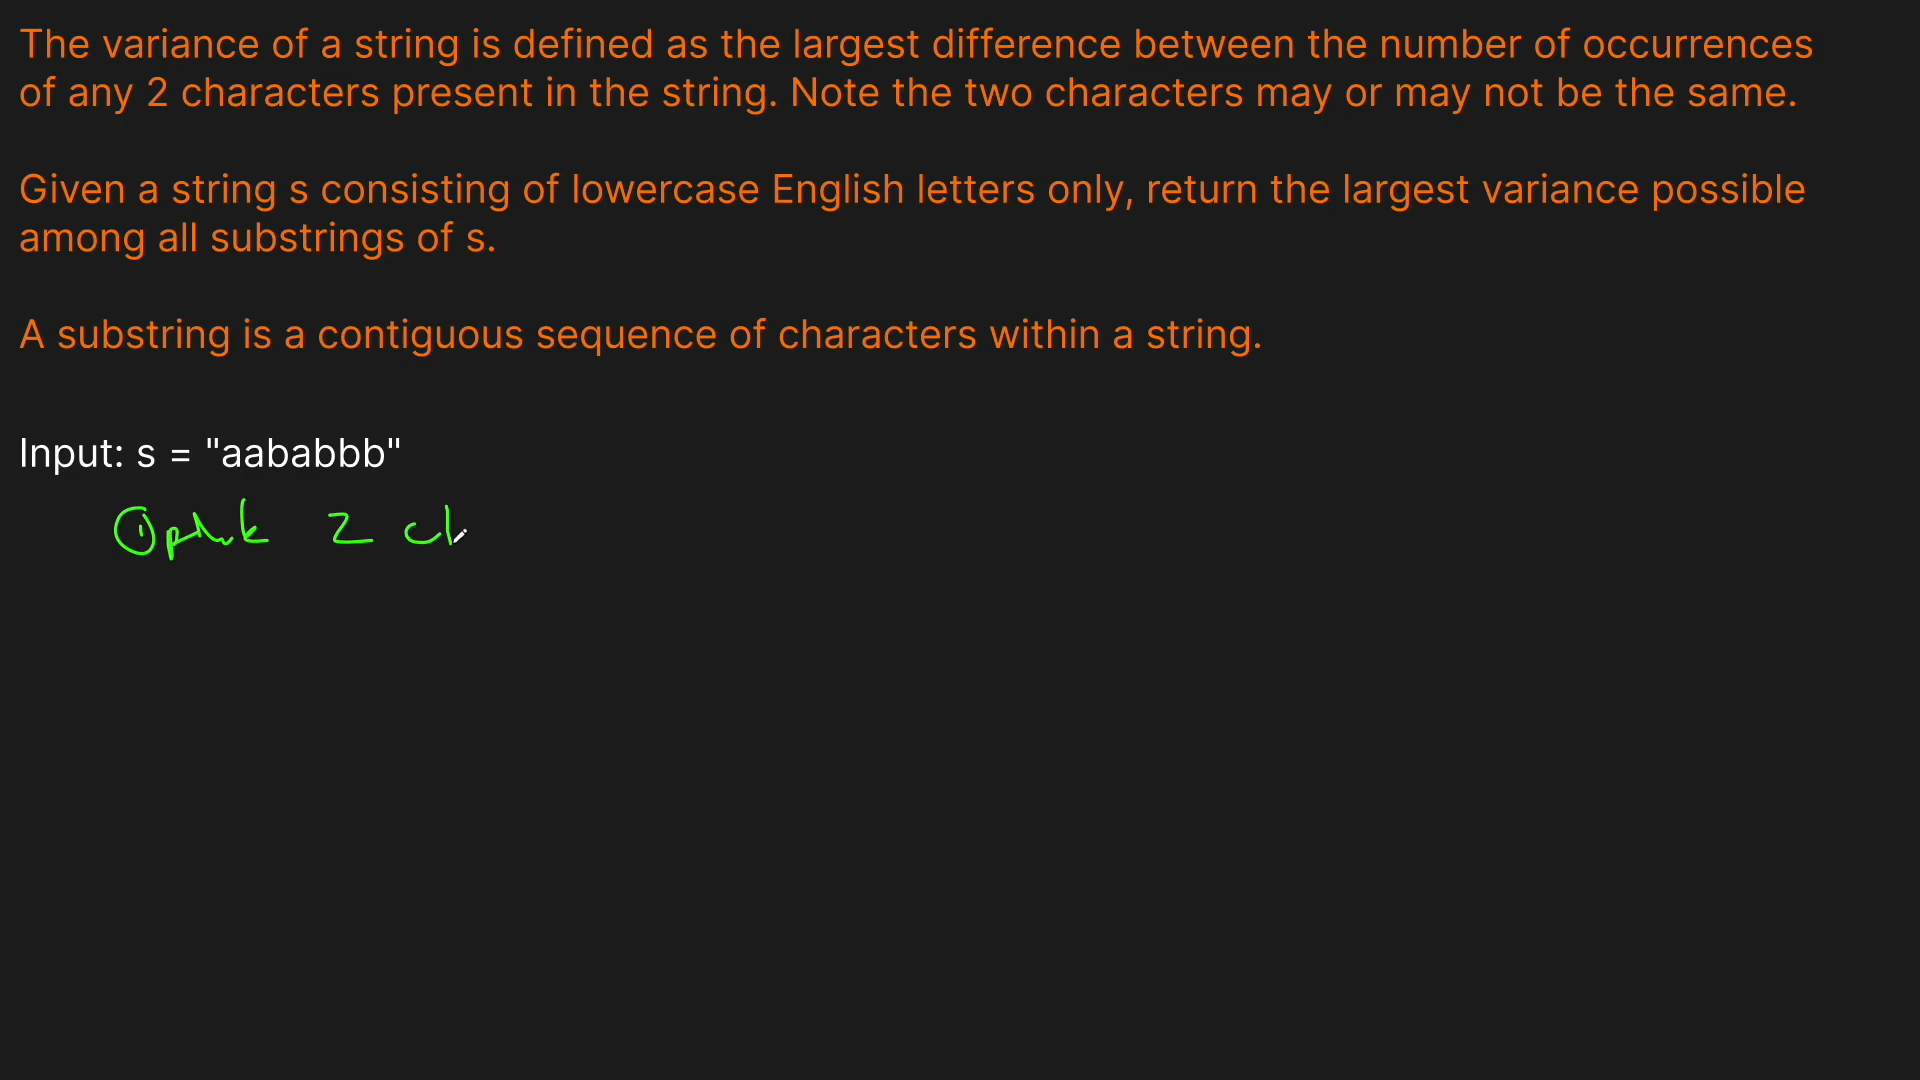 The variance of a string is defined as the largest difference between the number of occurrences
of any 2 characters present in the string. Note the two characters may or may not be the same.
Given a string s consisting of lowercase English letters only, return the largest variance possible
among all substrings of s.
A substring is a contiguous sequence of characters within a string.
Input: s = "aababbb"
① pick 2 ch